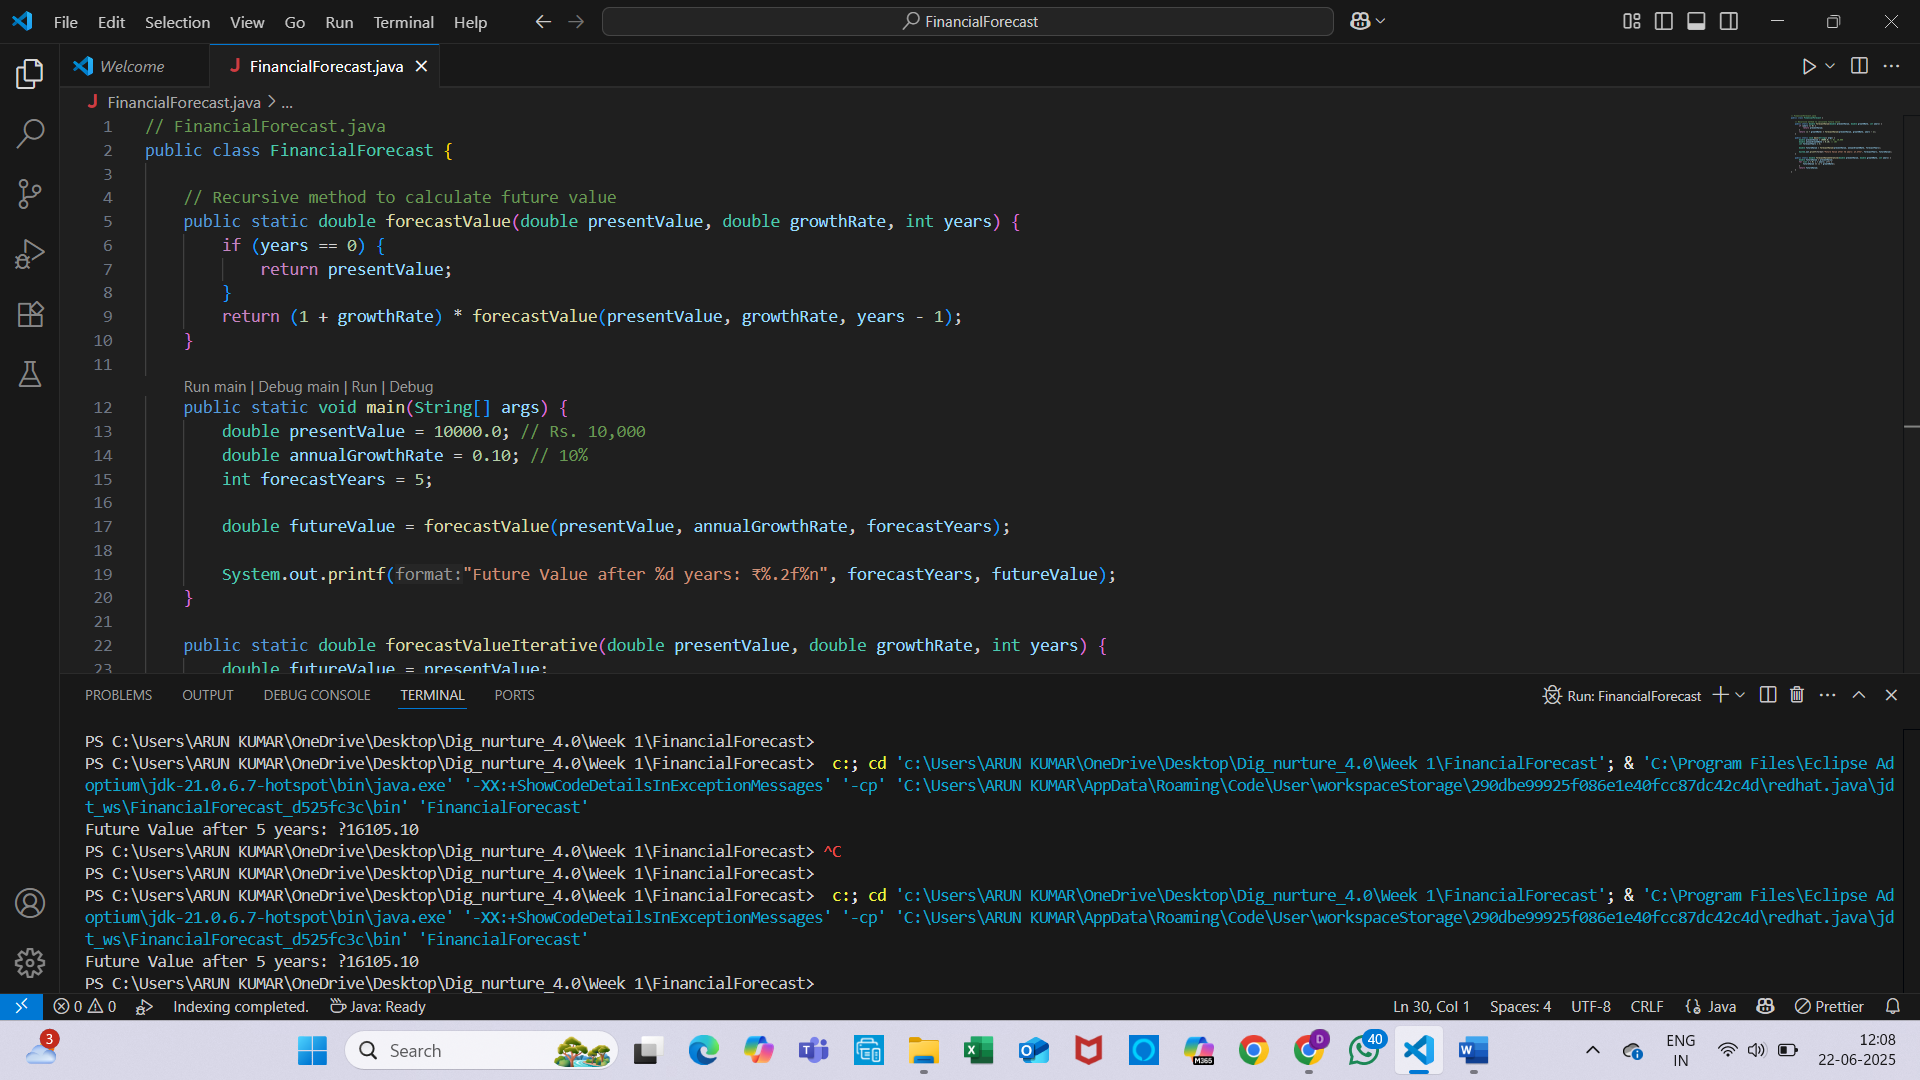 File Edit Selection View Go Run Terminal Help
FinancialForecast
Welcome
J FinancialForecast.java
J FinancialForecast.java > ...
1 // FinancialForecast.java
2 public class FinancialForecast {
3
4 // Recursive method to calculate future value
5 public static double forecastValue(double presentValue, double growthRate, int years) {
6 if (years == 0) {
7 return presentValue;
8 }
9 return (1 + growthRate) * forecastValue(presentValue, growthRate, years - 1);
10 }
11
Run main | Debug main | Run | Debug
12 public static void main(String[] args) {
13 double presentValue = 10000.0; // Rs. 10,000
14 double annualGrowthRate = 0.10; // 10%
15 int forecastYears = 5;
16
17 double futureValue = forecastValue(presentValue, annualGrowthRate, forecastYears);
18
19 System.out.printf(format:"Future Value after %d years: ₹%.2f%n", forecastYears, futureValue);
20 }
21
22 public static double forecastValueIterative(double presentValue, double growthRate, int years) {
23 double futureValue = presentValue;
PROBLEMS OUTPUT DEBUG CONSOLE TERMINAL PORTS
Run: FinancialForecast
PS C:\Users\ARUN KUMAR\OneDrive\Desktop\Dig_nurture_4.0\Week 1\FinancialForecast>
PS C:\Users\ARUN KUMAR\OneDrive\Desktop\Dig_nurture_4.0\Week 1\FinancialForecast> c:; cd 'c:\Users\ARUN KUMAR\OneDrive\Desktop\Dig_nurture_4.0\Week 1\FinancialForecast'; & 'C:\Program Files\Eclipse Ad
optium\jdk-21.0.6.7-hotspot\bin\java.exe' '-XX:+ShowCodeDetailsInExceptionMessages' '-cp' 'C:\Users\ARUN KUMAR\AppData\Roaming\Code\User\workspaceStorage\290dbe99925f086e1e40fcc87dc42c4d\redhat.java\jd
t_ws\FinancialForecast_d525fc3c\bin' 'FinancialForecast'
Future Value after 5 years: ?16105.10
PS C:\Users\ARUN KUMAR\OneDrive\Desktop\Dig_nurture_4.0\Week 1\FinancialForecast> ^C
PS C:\Users\ARUN KUMAR\OneDrive\Desktop\Dig_nurture_4.0\Week 1\FinancialForecast>
PS C:\Users\ARUN KUMAR\OneDrive\Desktop\Dig_nurture_4.0\Week 1\FinancialForecast> c:; cd 'c:\Users\ARUN KUMAR\OneDrive\Desktop\Dig_nurture_4.0\Week 1\FinancialForecast'; & 'C:\Program Files\Eclipse Ad
optium\jdk-21.0.6.7-hotspot\bin\java.exe' '-XX:+ShowCodeDetailsInExceptionMessages' '-cp' 'C:\Users\ARUN KUMAR\AppData\Roaming\Code\User\workspaceStorage\290dbe99925f086e1e40fcc87dc42c4d\redhat.java\jd
t_ws\FinancialForecast_d525fc3c\bin' 'FinancialForecast'
Future Value after 5 years: ?16105.10
PS C:\Users\ARUN KUMAR\OneDrive\Desktop\Dig_nurture_4.0\Week 1\FinancialForecast>
0 0 Indexing completed. Java: Ready
Ln 30, Col 1 Spaces: 4 UTF-8 CRLF Java Prettier
3
Search
M365
D
40
W
ENG
IN
12:08
22-06-2025